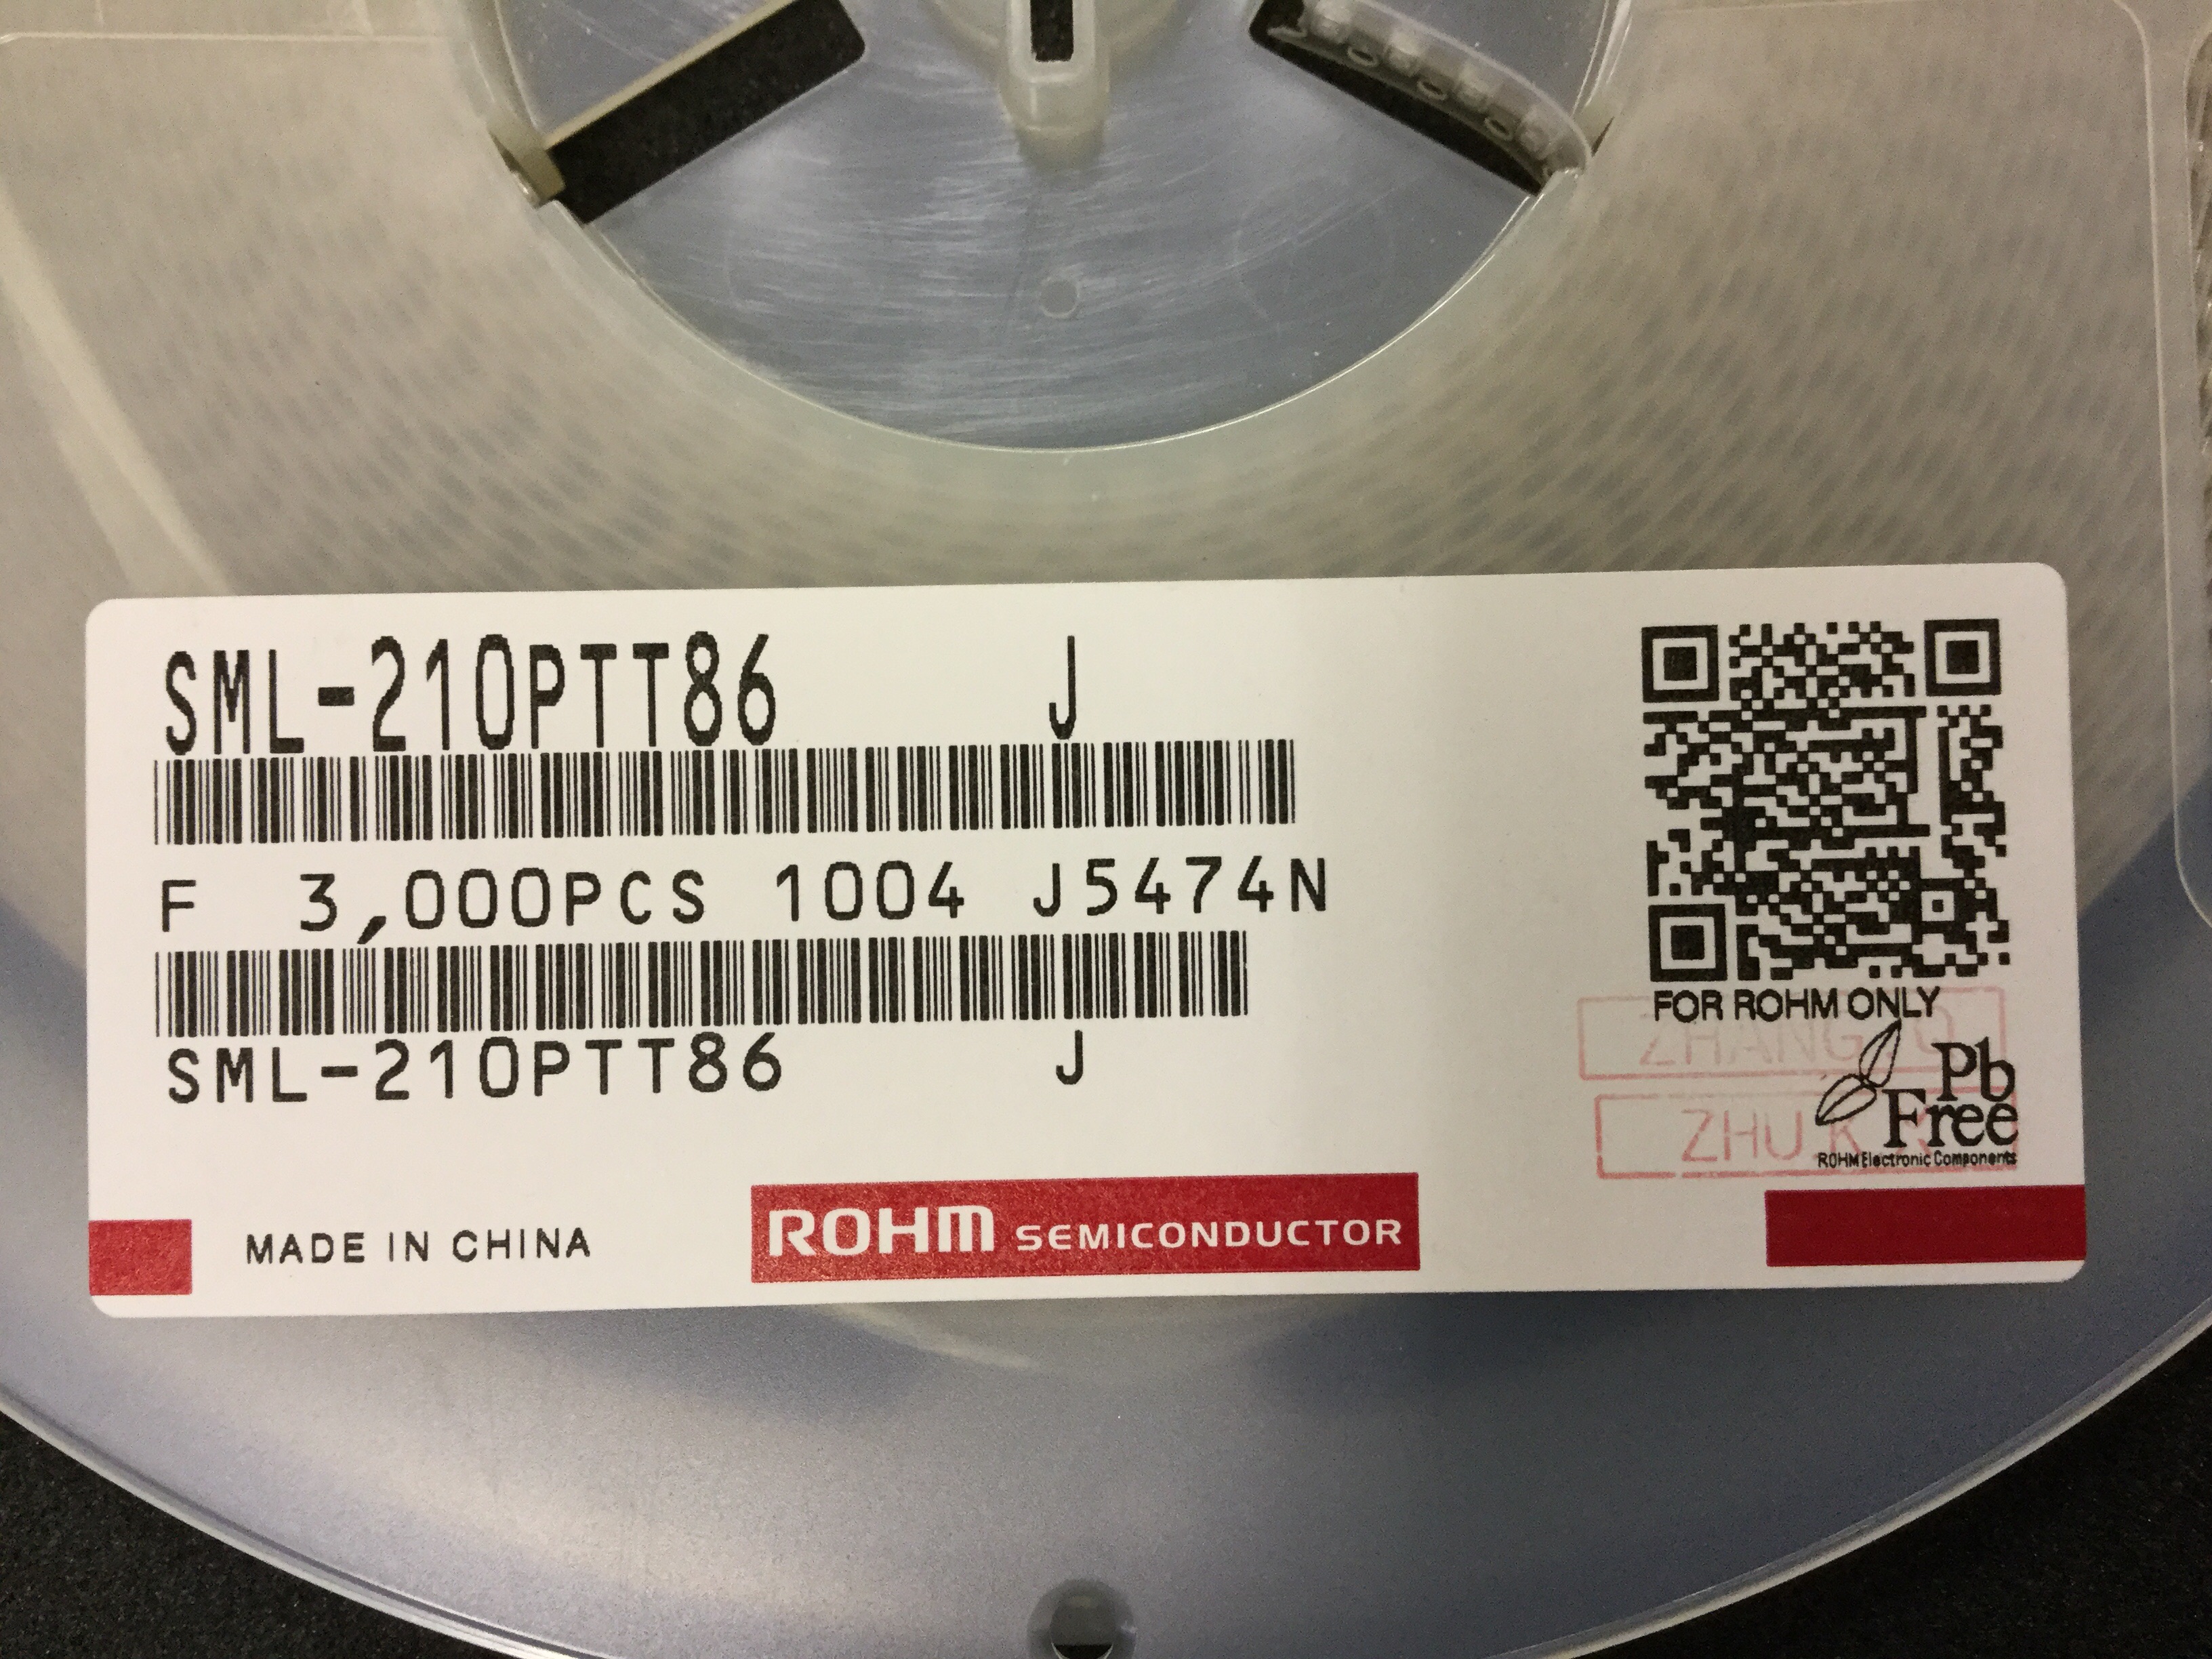 SML-210PTT86 J
F 3,000PCS 1004 J5474N
SML-210PTT86 J
FOR ROHM ONLY
Pb
Free
ROHM Electronic Components
MADE IN CHINA
ROHM SEMICONDUCTOR